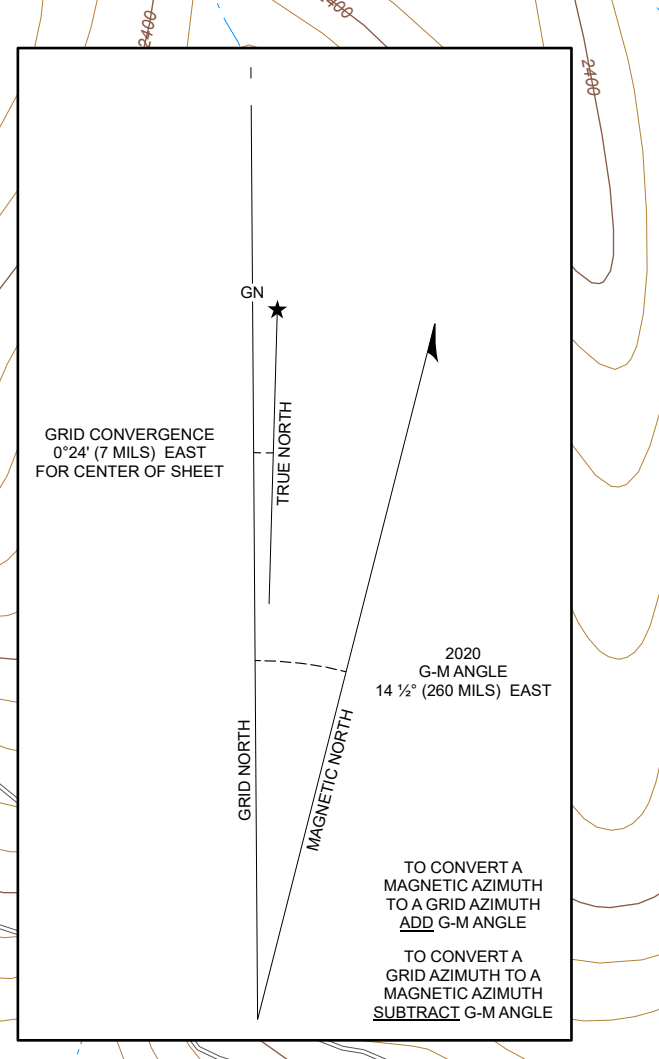 2400
2400
2400
GN
TRUE NORTH
GRID CONVERGENCE
0°24' (7 MILS) EAST
FOR CENTER OF SHEET
2020
G-M ANGLE
14 ½° (260 MILS) EAST
GRID NORTH
MAGNETIC NORTH
TO CONVERT A
MAGNETIC AZIMUTH
TO A GRID AZIMUTH
ADD G-M ANGLE
TO CONVERT A
GRID AZIMUTH TO A
MAGNETIC AZIMUTH
SUBTRACT G-M ANGLE